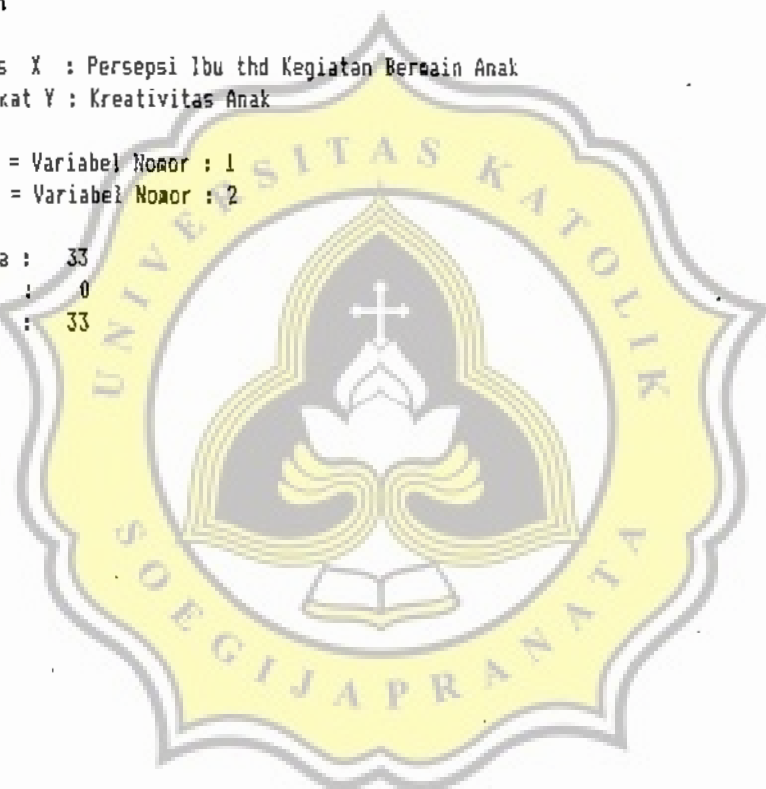 s X : Persepsi Ibu thd Kegiatan Bermain Anak
kat Y : Kreativitas Anak
= Variabel Nomor : 1
= Variabel Nomor : 2
a : 33
: 0
: 33
UNIVERSITAS KATOLIK
SOEGIJAPRANATA